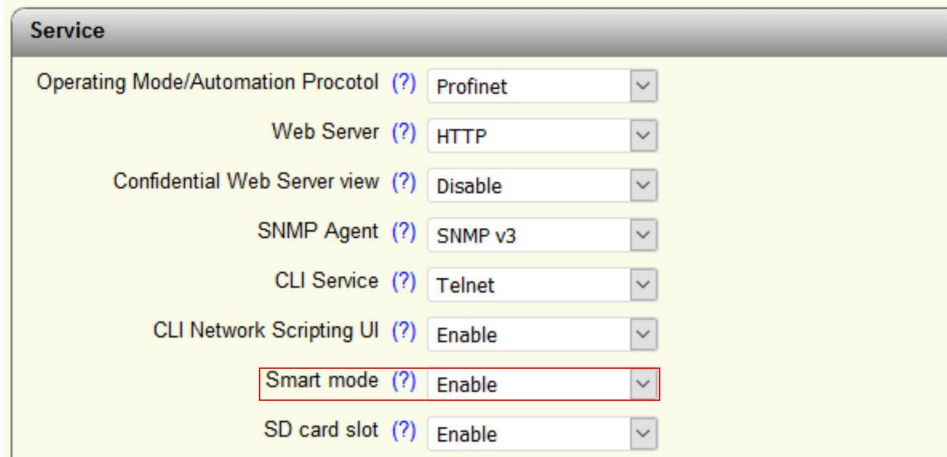 Service
Operating Mode/Automation Procotol (?) Profinet
Web Server (?) HTTP
Confidential Web Server view (?) Disable
SNMP Agent (?) SNMP v3
CLI Service (?) Telnet
CLI Network Scripting UI (?) Enable
Smart mode (?) Enable
SD card slot (?) Enable